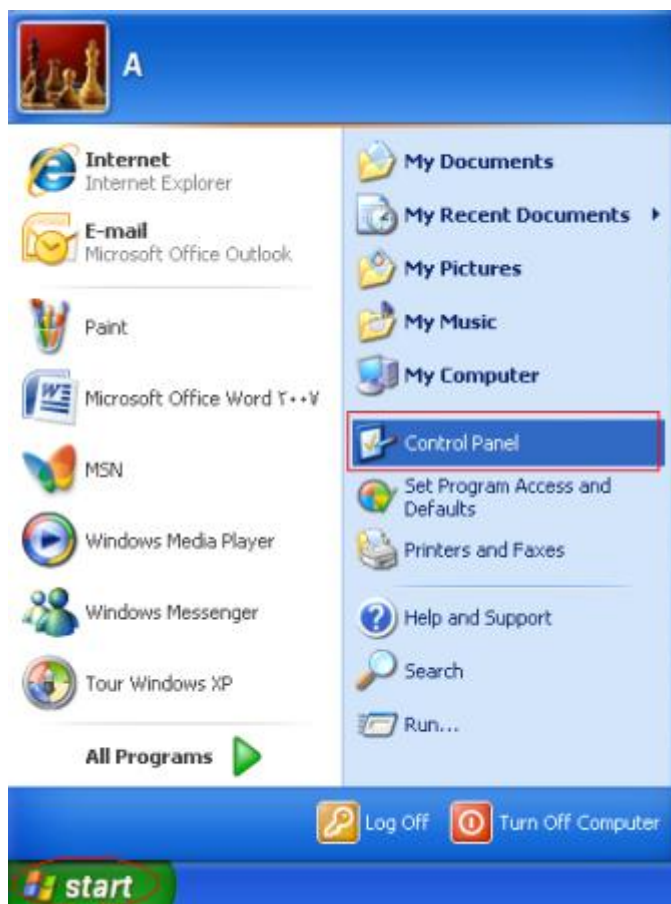 A
Internet
Internet Explorer
E-mail
Microsoft Office Outlook
Paint
Microsoft Office Word ٢٠٠٧
MSN
Windows Media Player
Windows Messenger
Tour Windows XP
All Programs
My Documents
My Recent Documents
My Pictures
My Music
My Computer
Control Panel
Set Program Access and
Defaults
Printers and Faxes
Help and Support
Search
Run...
Log Off
Turn Off Computer
start